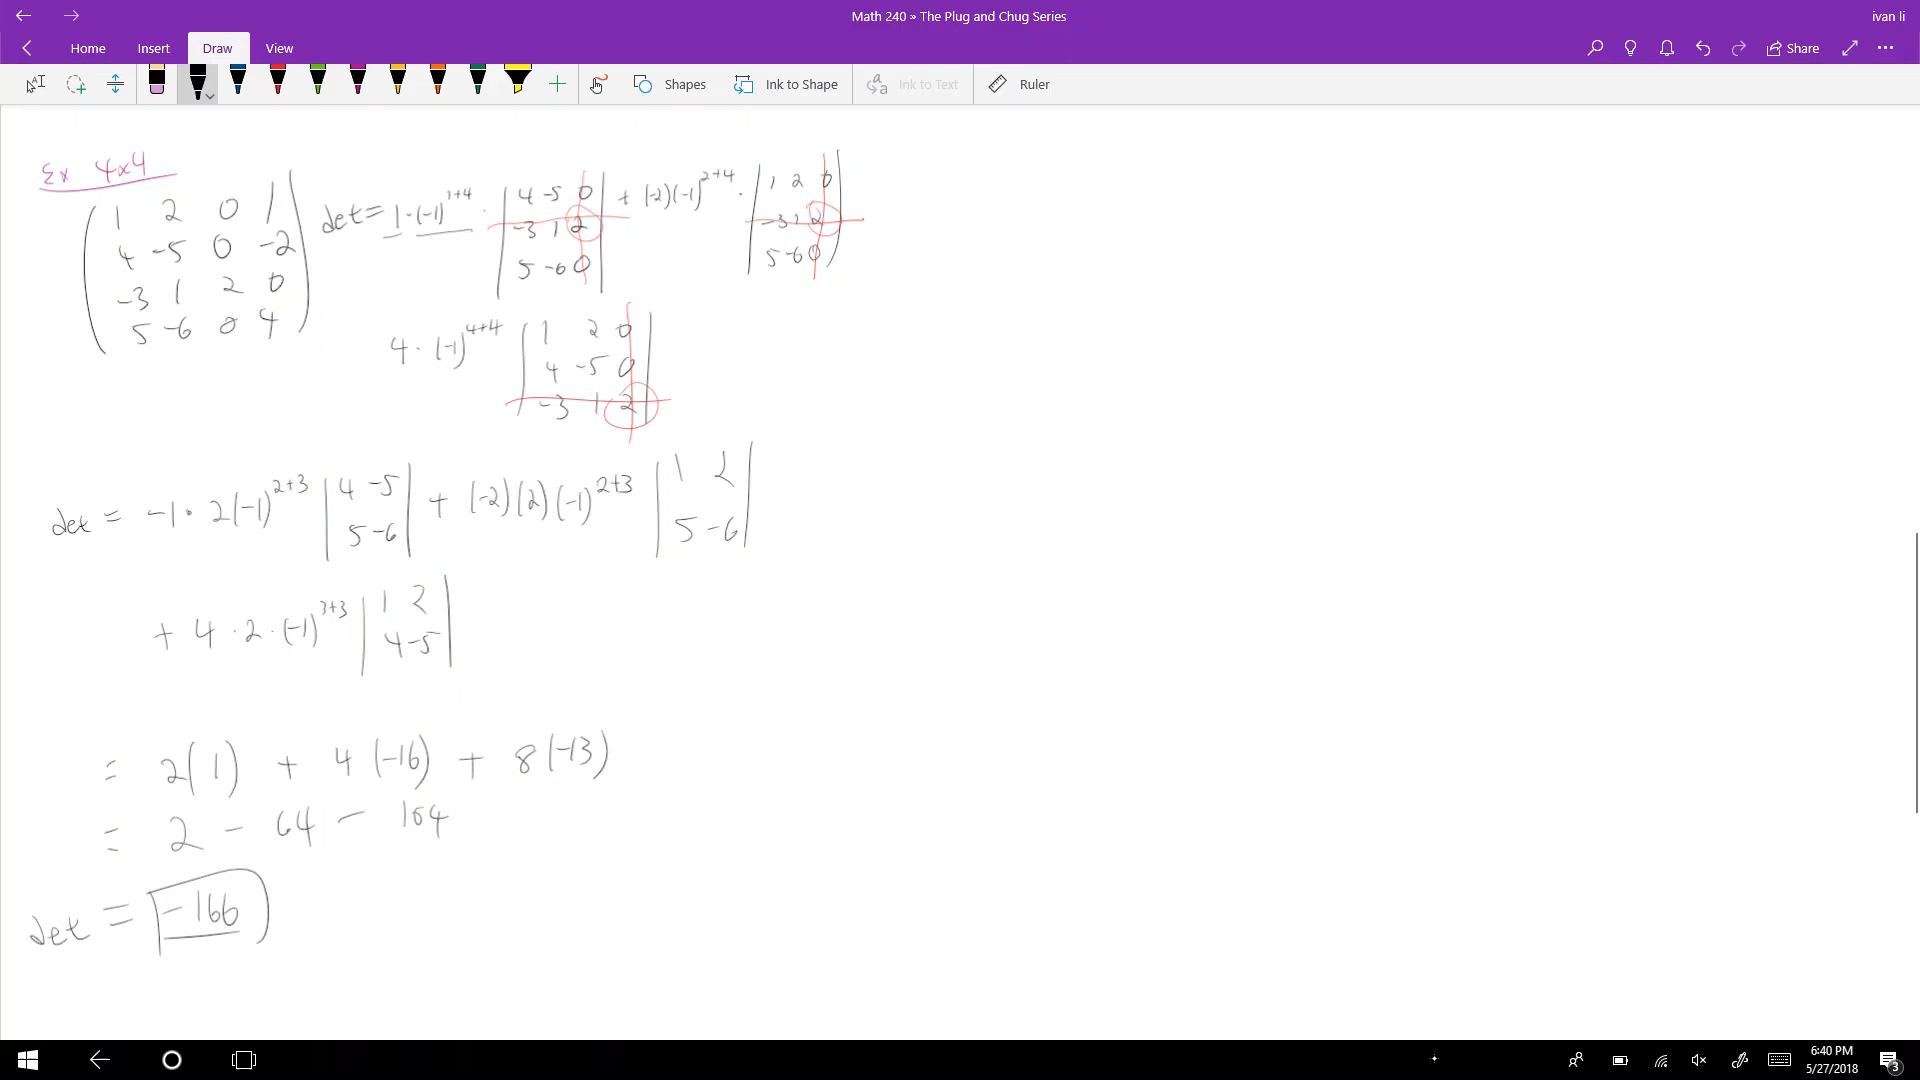 Math 240 » The Plug and Chug Series
ivan li
Home Insert Draw View
Share
Shapes Ink to Shape Ink to Text Ruler
Ex 4x4
1 2 0 1
4 -5 0 -2
-3 1 2 0
5 -6 0 4
det = 1·(-1)^(1+4) · | 4 -5 0 | + (-2)(-1)^(2+4) · | 1 2 0 |
| -3 1 2 | | -3 1 2 |
| 5 -6 0 | | 5 -6 0 |
4 · (-1)^(4+4) | 1 2 0 |
| 4 -5 0 |
| -3 1 2 |
det = -1 · 2(-1)^(2+3) | 4 -5 | + (-2)(2)(-1)^(2+3) | 1 2 |
| 5 -6 | | 5 -6 |
+ 4 · 2 · (-1)^(3+3) | 1 2 |
| 4 -5 |
= 2(1) + 4(-16) + 8(-13)
= 2 - 64 - 104
det = -166
6:40 PM
5/27/2018
3